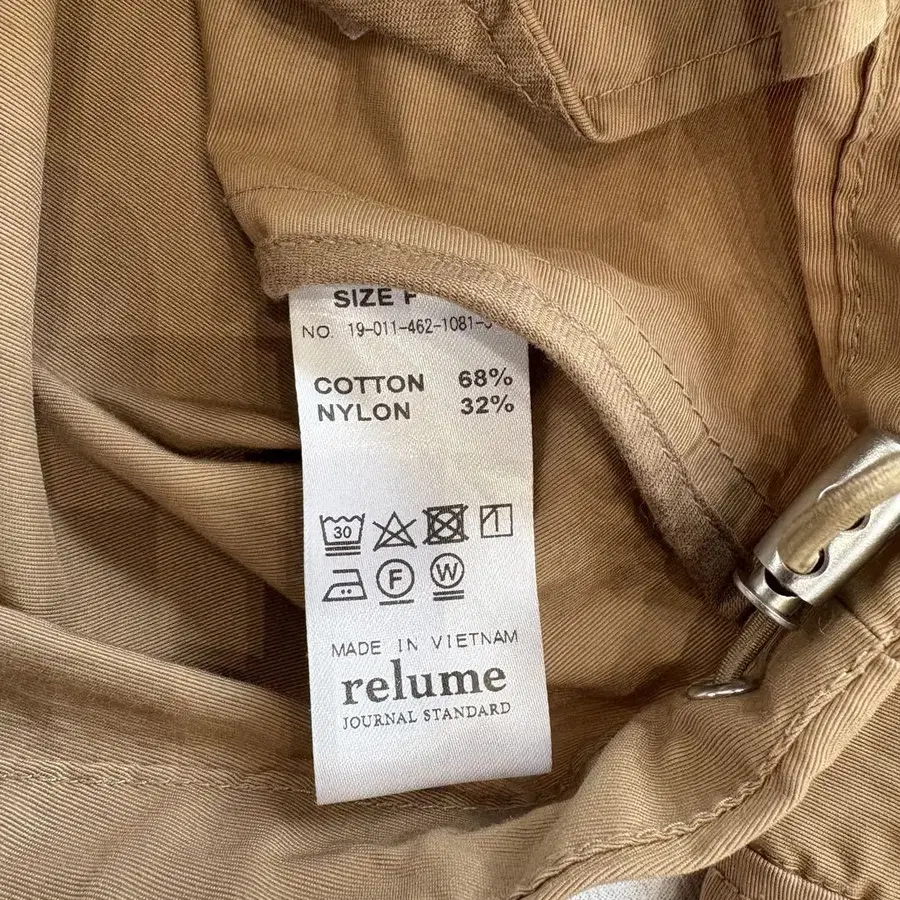 SIZE F
NO. 19-011-462-1081-
COTTON 68%
NYLON 32%
30
F W
MADE IN VIETNAM
relume
JOURNAL STANDARD